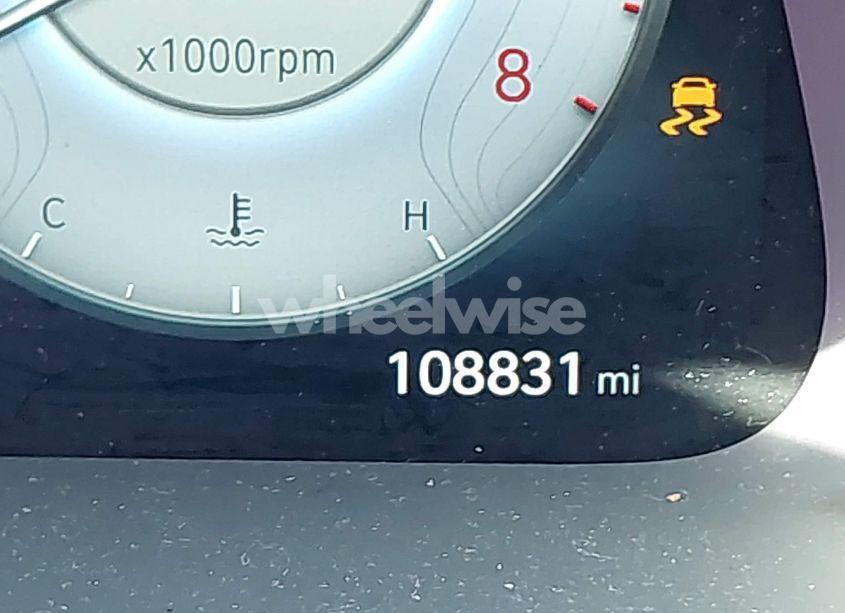 x1000rpm
8
C
H
wheelwise
108831 mi